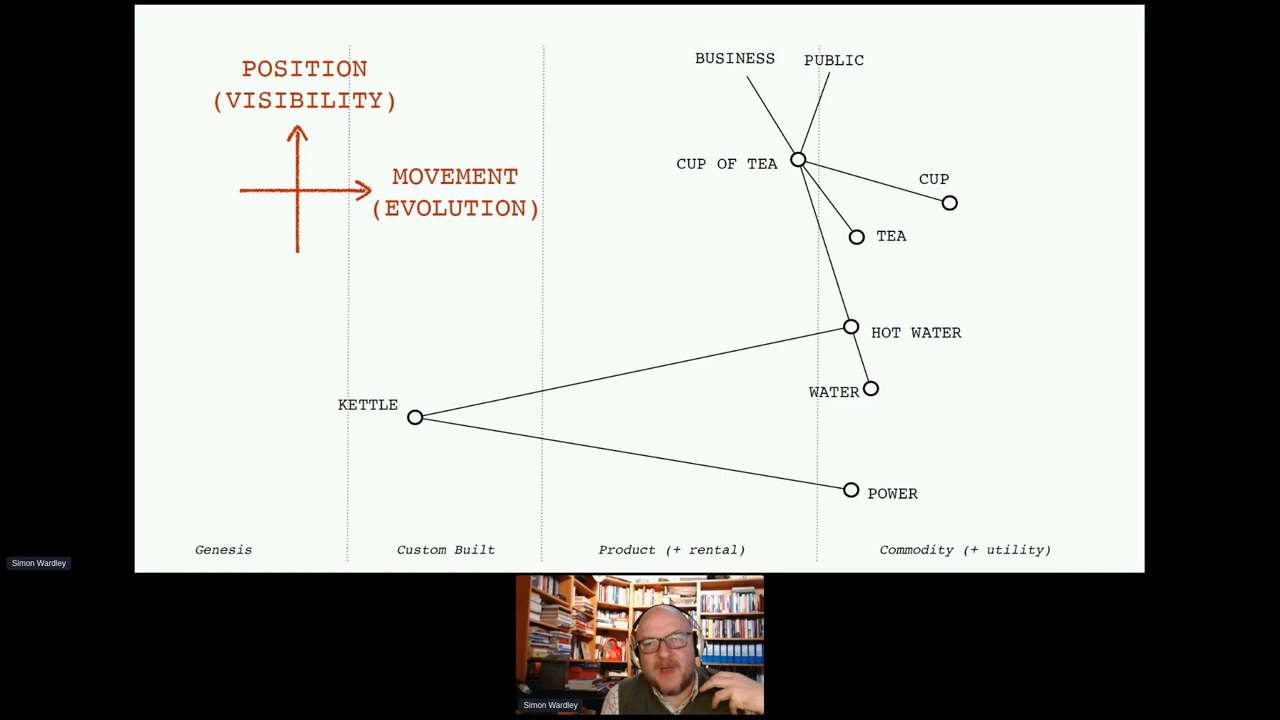 BUSINESS
PUBLIC
POSITION
(VISIBILITY)
CUP OF TEA
CUP
MOVEMENT
(EVOLUTION)
TEA
HOT WATER
WATER
KETTLE
POWER
Genesis
Custom Built
Product (+ rental)
Commodity (+ utility)
Simon Wardley
Simon Wardley